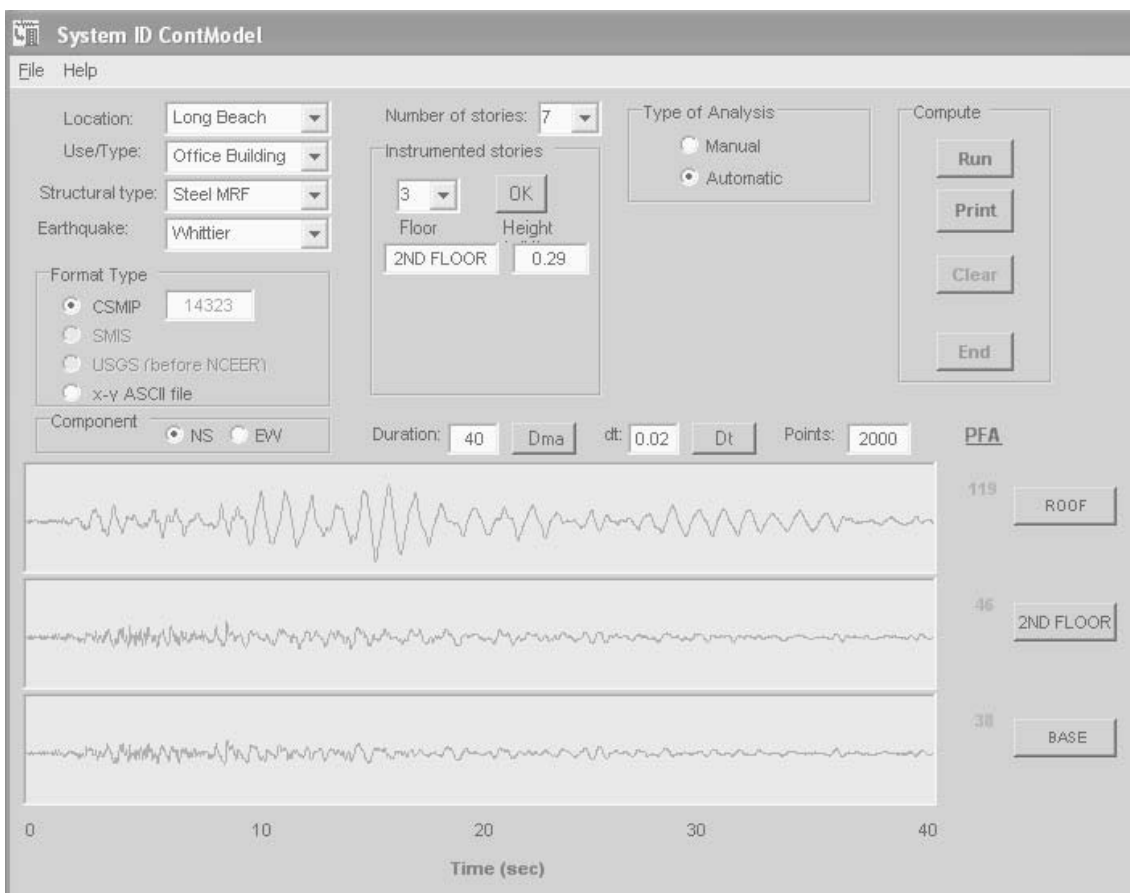 System ID ContModel
File Help
Location: Long Beach
Use/Type: Office Building
Structural type: Steel MRF
Earthquake: Whittier
Format Type
CSMIP 14323
SMIS
USGS (before NCEER)
x-y ASCII file
Component
NS EW
Number of stories: 7
Instrumented stories
3 OK
Floor Height
2ND FLOOR 0.29
Type of Analysis
Manual
Automatic
Compute
Run
Print
Clear
End
Duration: 40 Dma dt: 0.02 Dt Points: 2000 PFA
119 ROOF
46 2ND FLOOR
38 BASE
0 10 20 30 40
Time (sec)